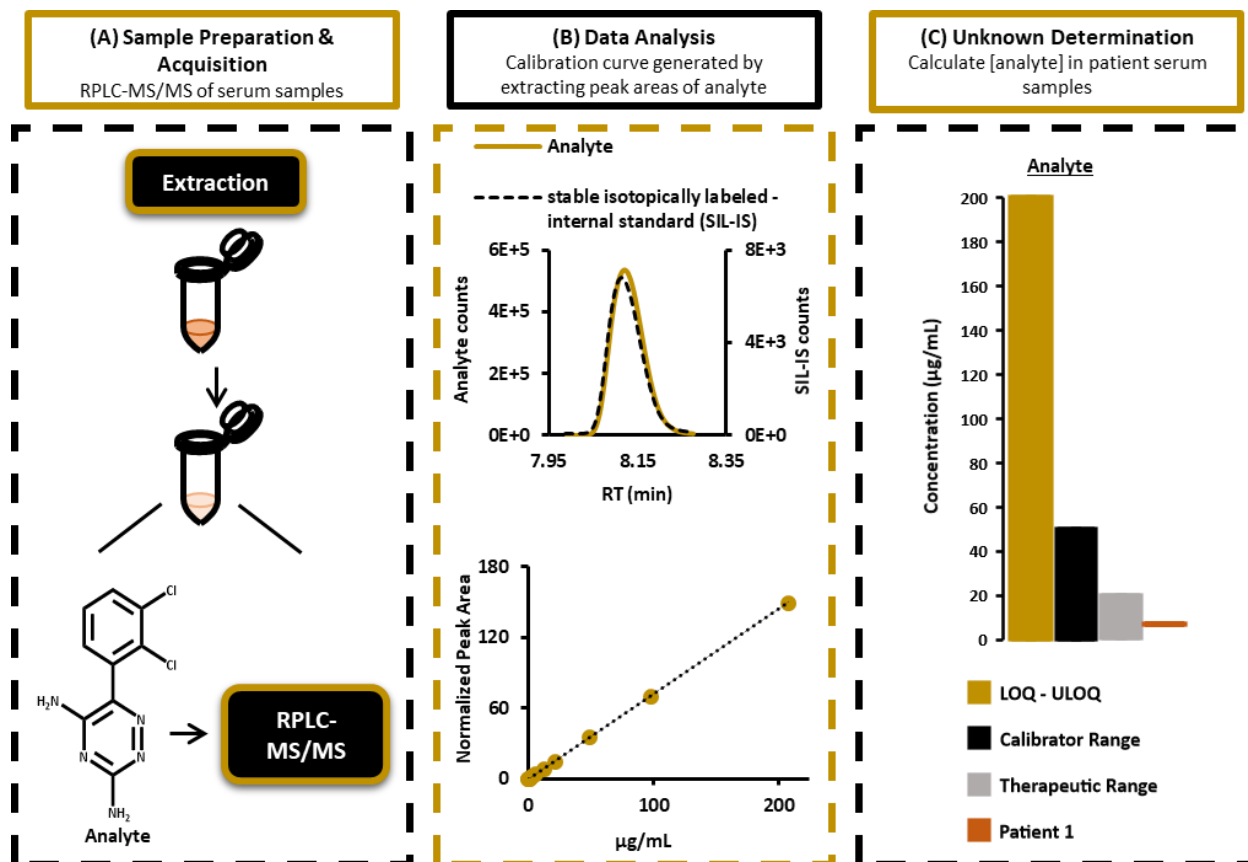 (A) Sample Preparation &
Acquisition
RPLC-MS/MS of serum samples
(B) Data Analysis
Calibration curve generated by
extracting peak areas of analyte
(C) Unknown Determination
Calculate [analyte] in patient serum
samples
Extraction
Cl
Cl
H₂N
N
N
N
NH₂
Analyte
RPLC-
MS/MS
Analyte
stable isotopically labeled -
internal standard (SIL-IS)
6E+5
4E+5
2E+5
0E+0
Analyte counts
8E+3
4E+3
0E+0
SIL-IS counts
7.95
8.15
8.35
RT (min)
180
120
60
0
Normalized Peak Area
0
100
200
µg/mL
Analyte
200
180
160
140
120
100
80
60
40
20
0
Concentration (µg/mL)
LOQ - ULOQ
Calibrator Range
Therapeutic Range
Patient 1